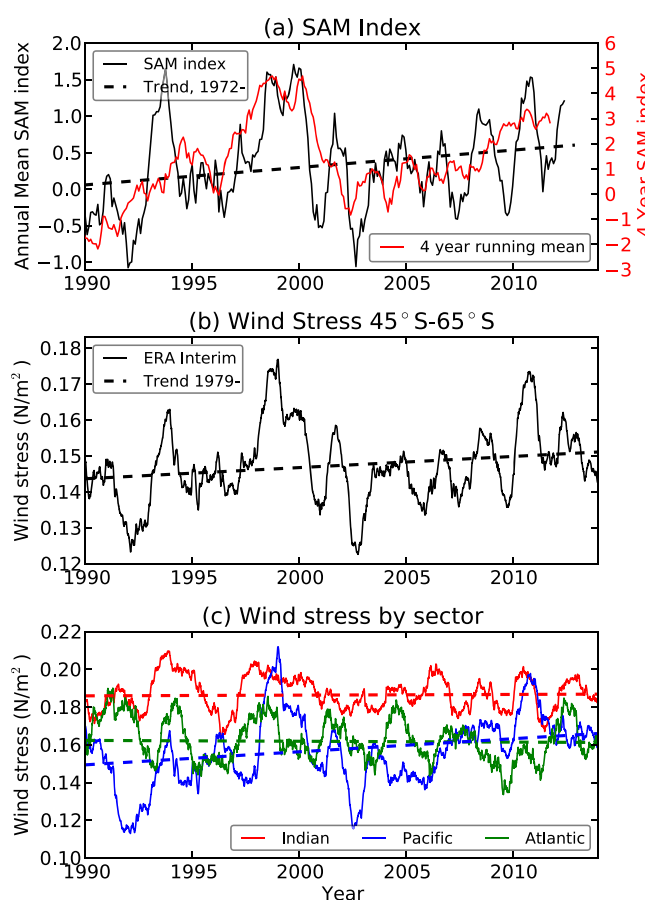 (a) SAM Index
Annual Mean SAM index
2.0
1.5
1.0
0.5
0.0
−0.5
−1.0
SAM index
Trend, 1972-
4 year running mean
6
5
4
3
2
1
0
−1
−2
−3
4 Year SAM index
1990 1995 2000 2005 2010
(b) Wind Stress 45°S-65°S
Wind stress (N/m²)
0.18
0.17
0.16
0.15
0.14
0.13
0.12
ERA Interim
Trend 1979-
1990 1995 2000 2005 2010
(c) Wind stress by sector
Wind stress (N/m²)
0.22
0.20
0.18
0.16
0.14
0.12
0.10
Indian Pacific Atlantic
1990 1995 2000 2005 2010
Year